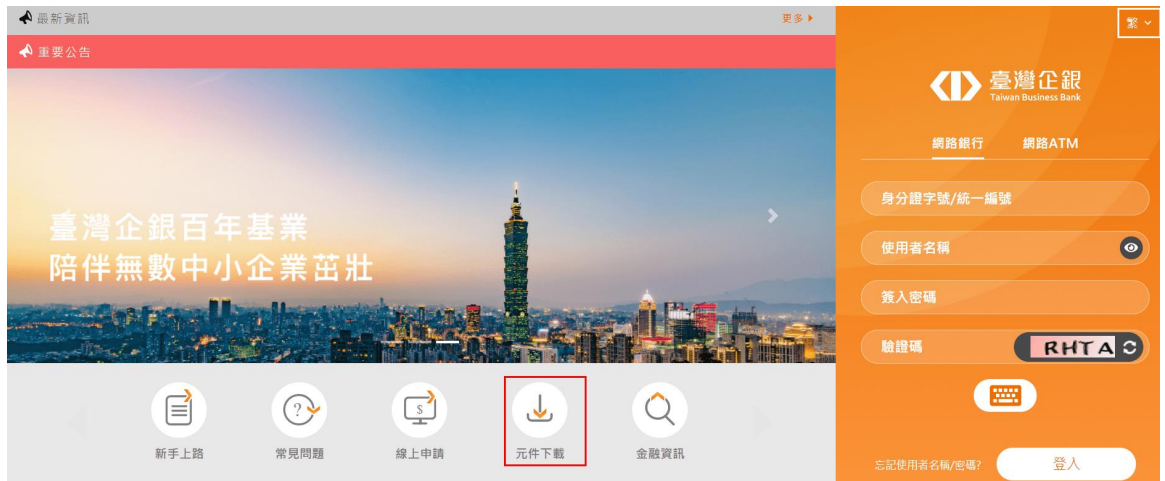 最新資訊
更多
重要公告
臺灣企銀百年基業
陪伴無數中小企業茁壯
新手上路
常見問題
線上申請
元件下載
金融資訊
繁
臺灣企銀
Taiwan Business Bank
網路銀行 網路ATM
身分證字號/統一編號
使用者名稱
簽入密碼
驗證碼 RHTA
忘記使用者名稱/密碼? 登入